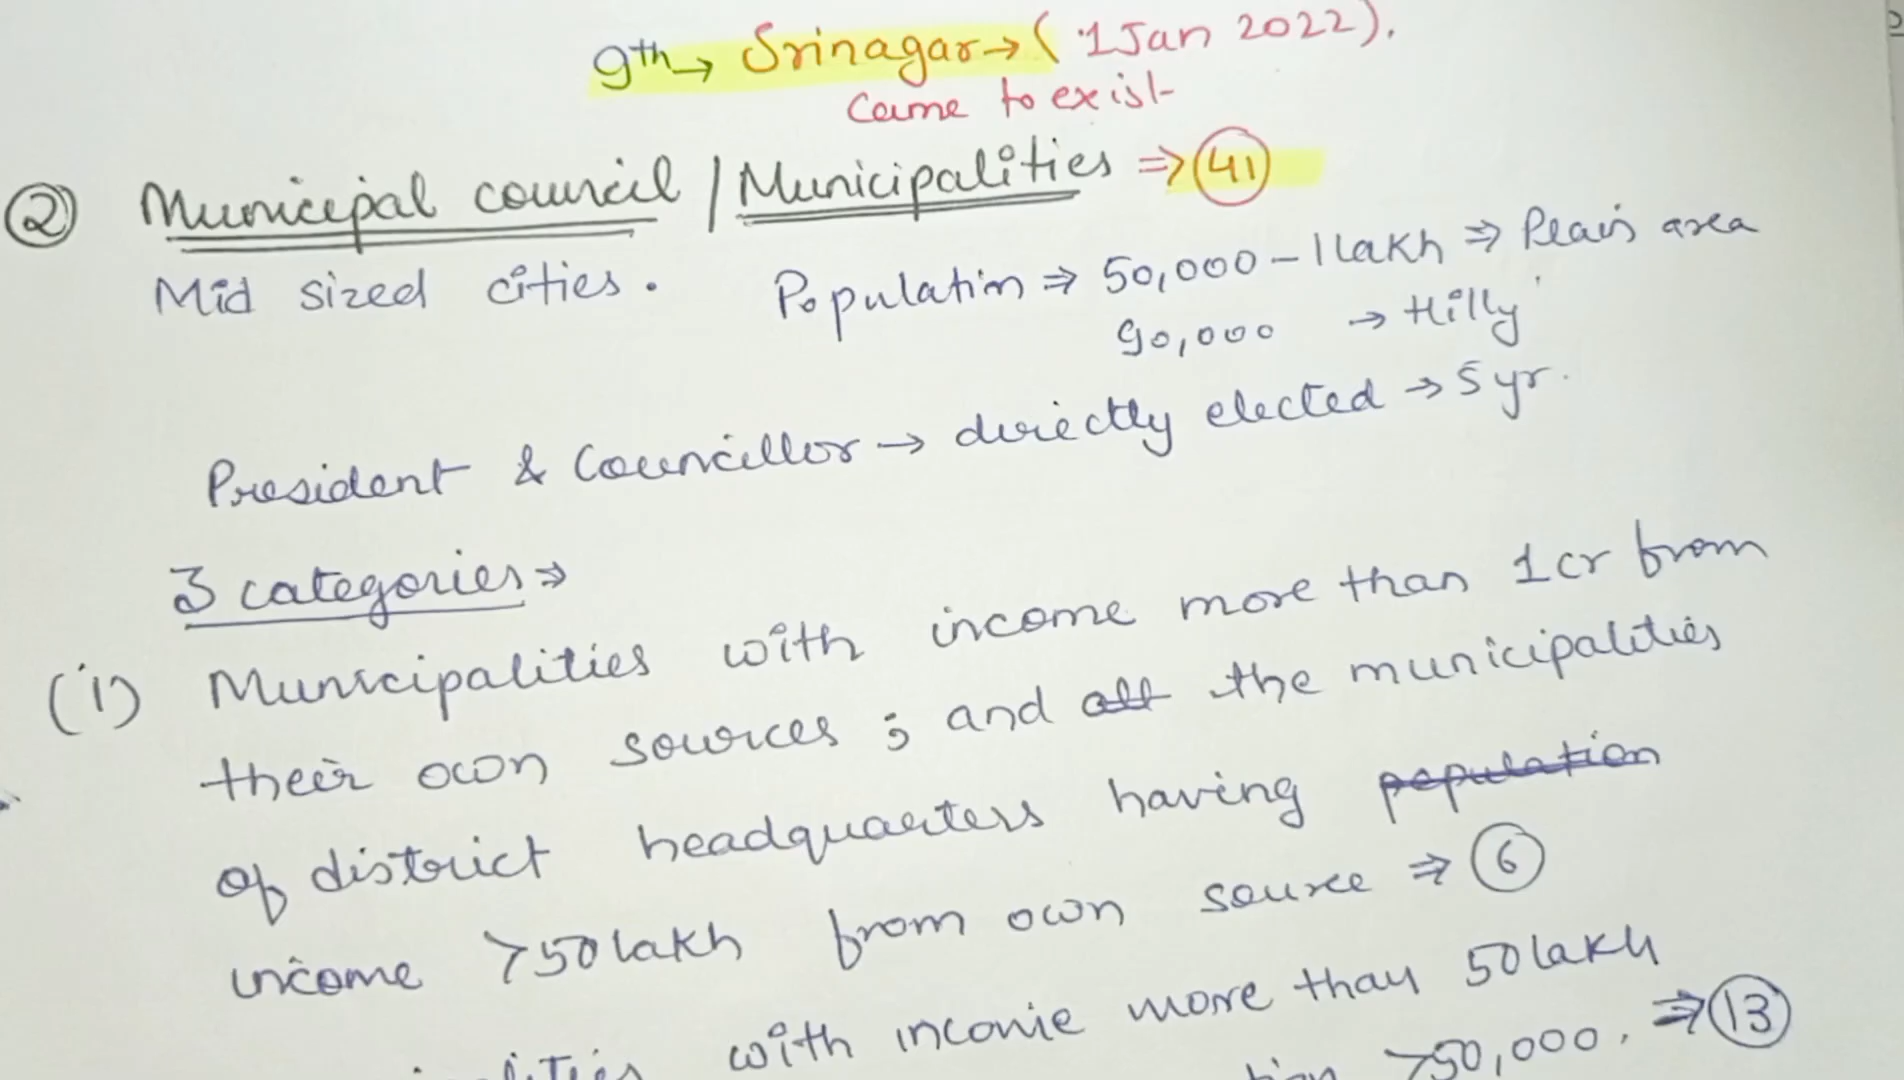 9th → Srinagar → (1 Jan 2022).
Came to exist
② Municipal council / Municipalities ⇒ 41
Mid sized cities. Population ⇒ 50,000 - 1 lakh ⇒ Plain area
90,000 → Hilly
President & Councillor → directly elected → 5 yr.
3 categories ⇒
(i) Municipalities with income more than 1 cr from
their own sources ; and all the municipalities
of district headquarters having population
income >50 lakh from own source ⇒ 6
with income more than 50 lakh
>50,000. ⇒ 13